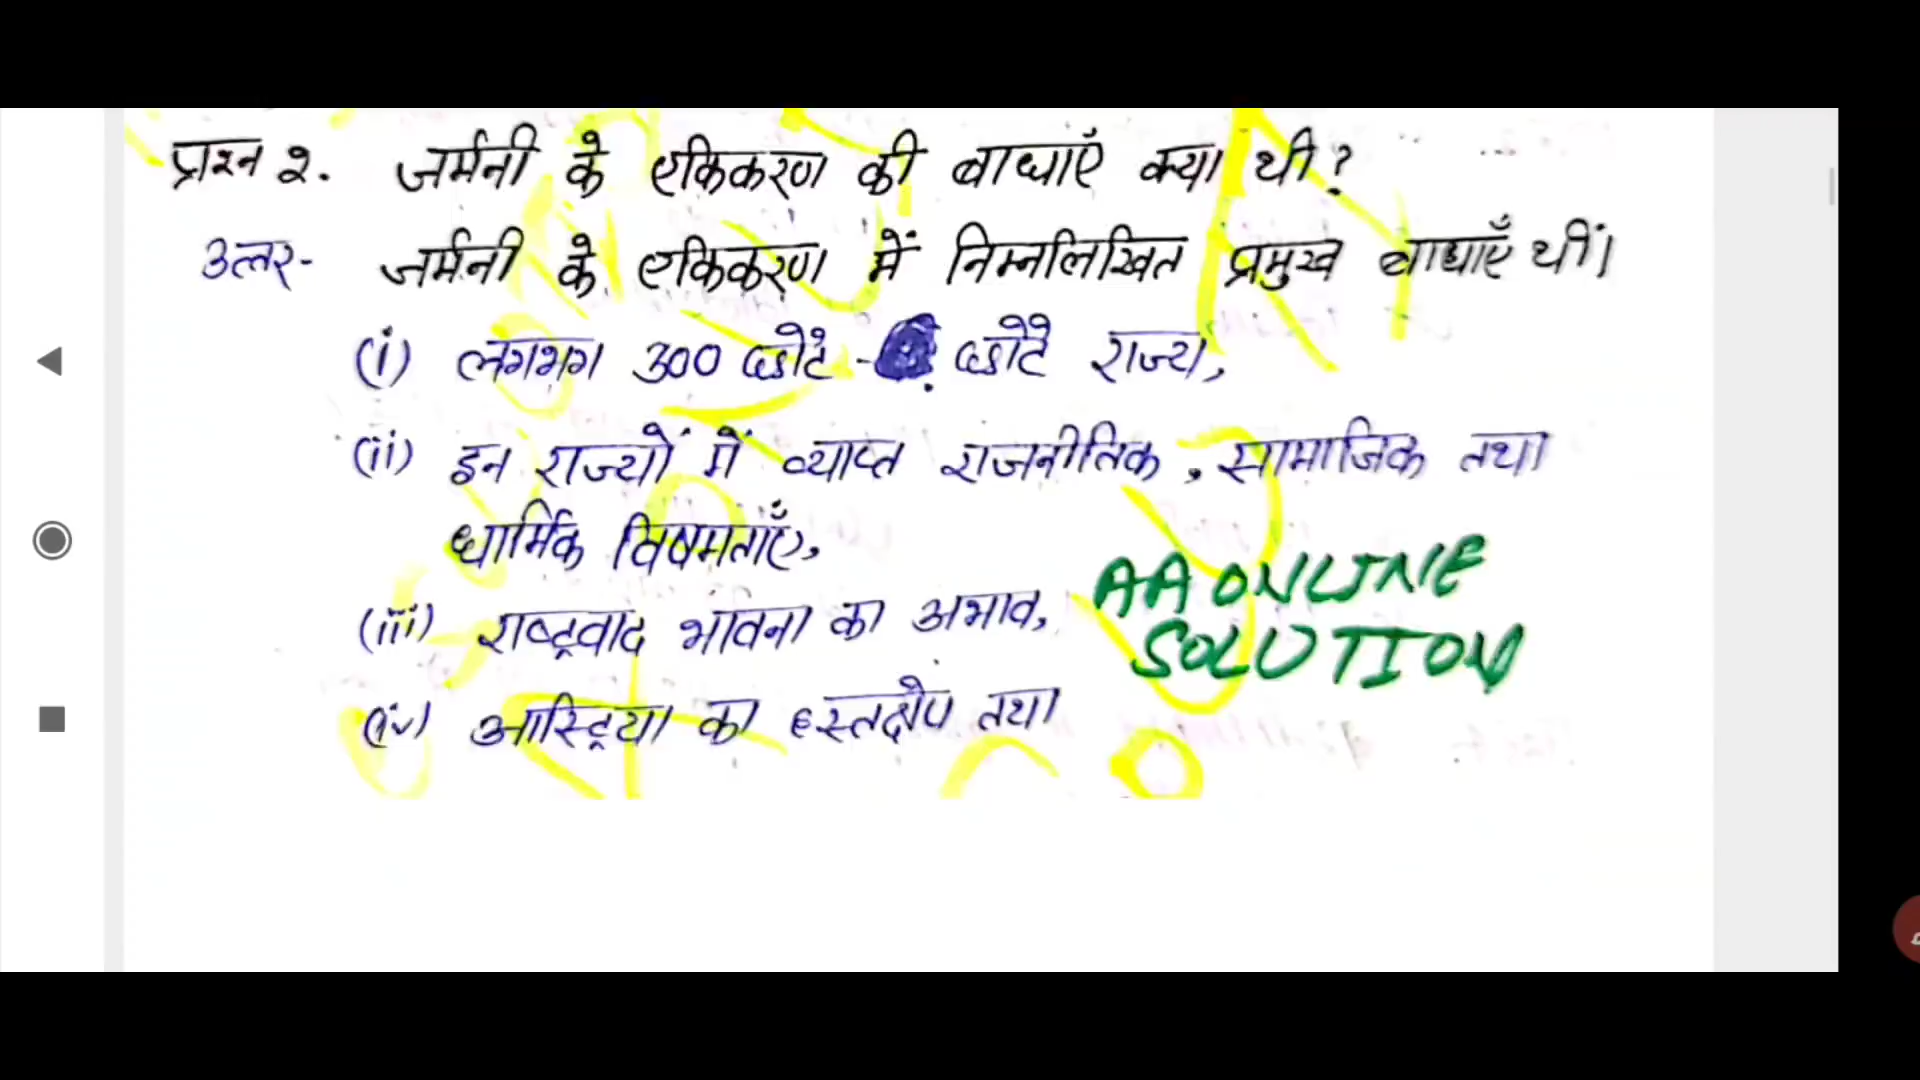 प्रश्न २. जर्मनी के एकिकरण की बाधाएँ क्या थी?
उत्तर- जर्मनी के एकिकरण में निम्नलिखित प्रमुख बाधाएँ थीं।
(i) लगभग 300 छोटे - छोटे राज्य,
(ii) इन राज्यों में व्याप्त राजनीतिक, सामाजिक तथा
धार्मिक विषमताएँ,
(iii) राष्ट्रवाद भावना का अभाव,
AA ONLINE
SOLUTION
(iv) आस्ट्रिया का हस्तक्षेप तथा